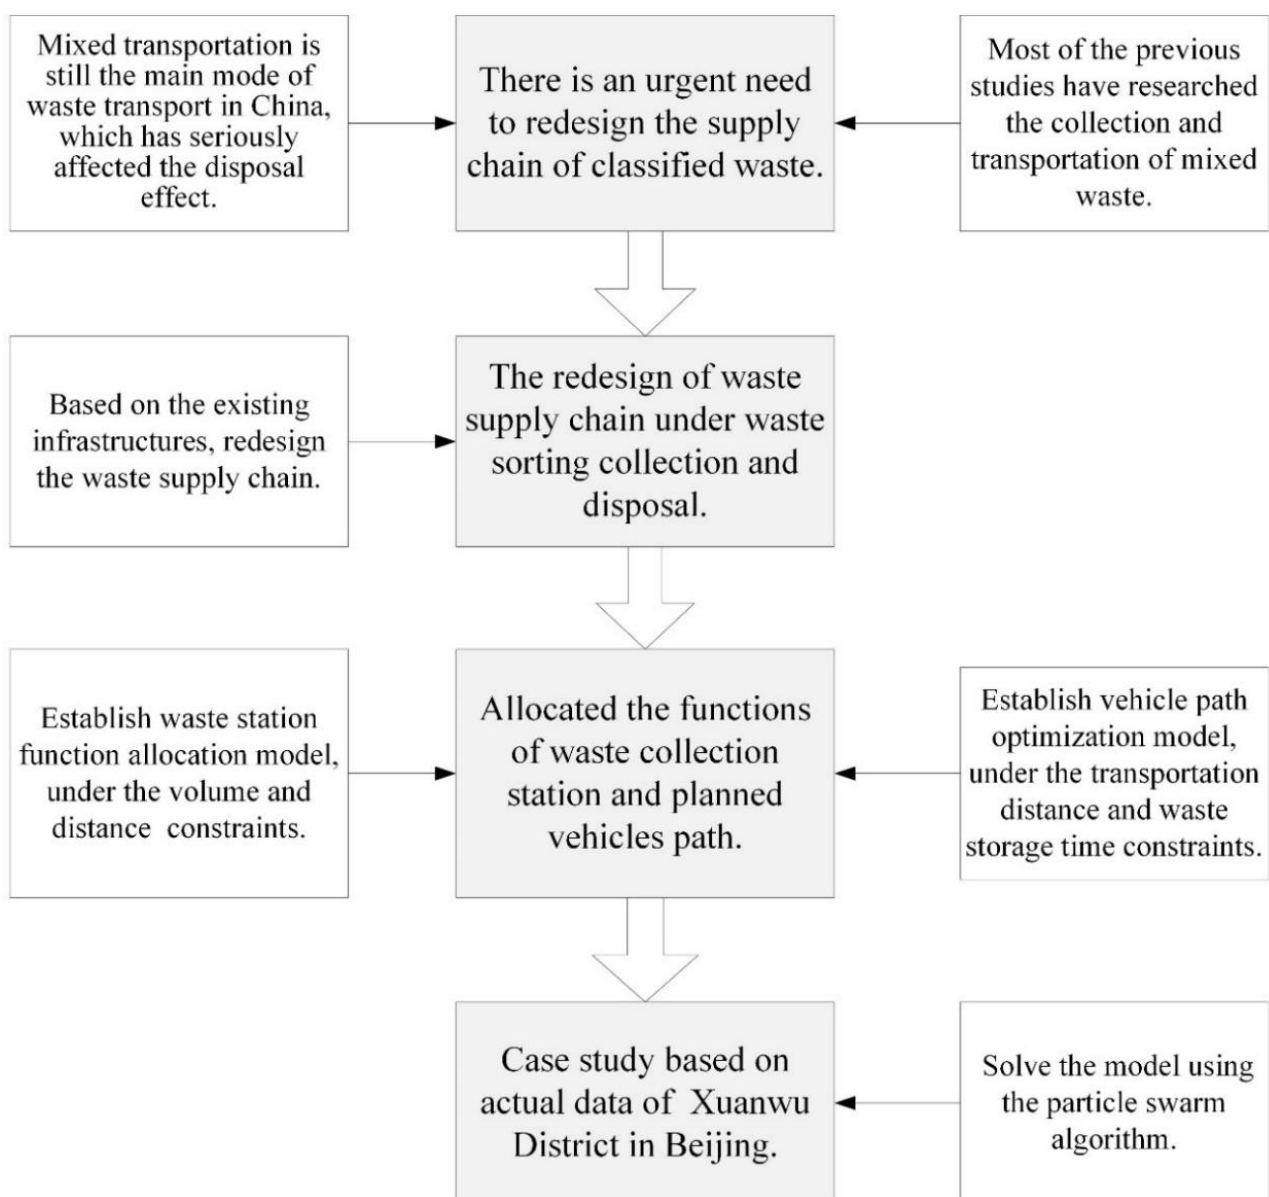 Mixed transportation is
still the main mode of
waste transport in China,
which has seriously
affected the disposal
effect.
There is an urgent need
to redesign the supply
chain of classified waste.
Most of the previous
studies have researched
the collection and
transportation of mixed
waste.
Based on the existing
infrastructures, redesign
the waste supply chain.
The redesign of waste
supply chain under waste
sorting collection and
disposal.
Establish waste station
function allocation model,
under the volume and
distance constraints.
Allocated the functions
of waste collection
station and planned
vehicles path.
Establish vehicle path
optimization model,
under the transportation
distance and waste
storage time constraints.
Case study based on
actual data of Xuanwu
District in Beijing.
Solve the model using
the particle swarm
algorithm.